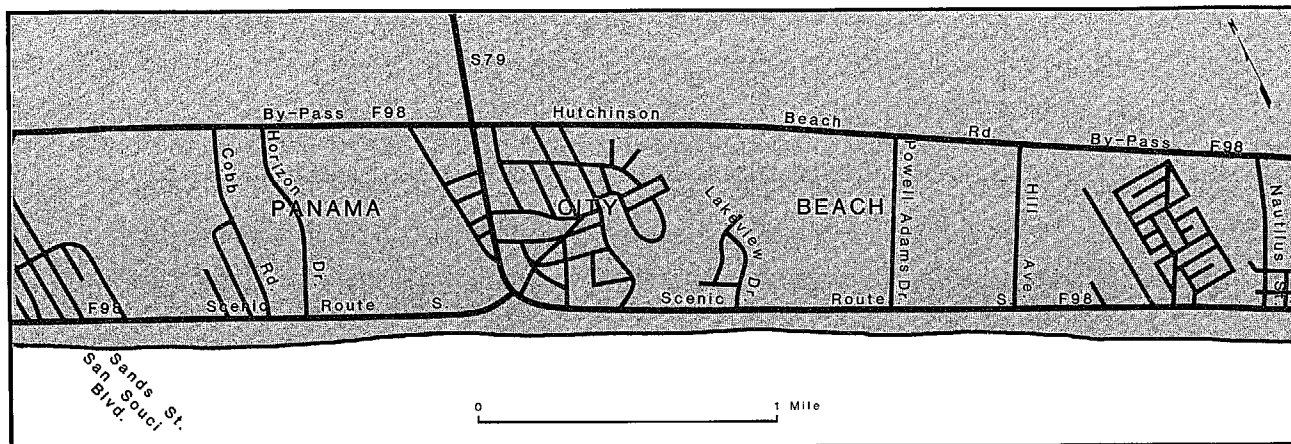 S79
By-Pass F98
Hutchinson
Beach
Rd
By-Pass F98
Cobb
Rd.
Horizon
Dr.
PANAMA
CITY
BEACH
Lakeview Dr.
Powell Adams Dr.
Hill Ave.
Nautilus St.
F98
Scenic
Route
S.
Scenic
Route
S.
F98
Sands St.
San Souci
Blvd.
0
1 Mile